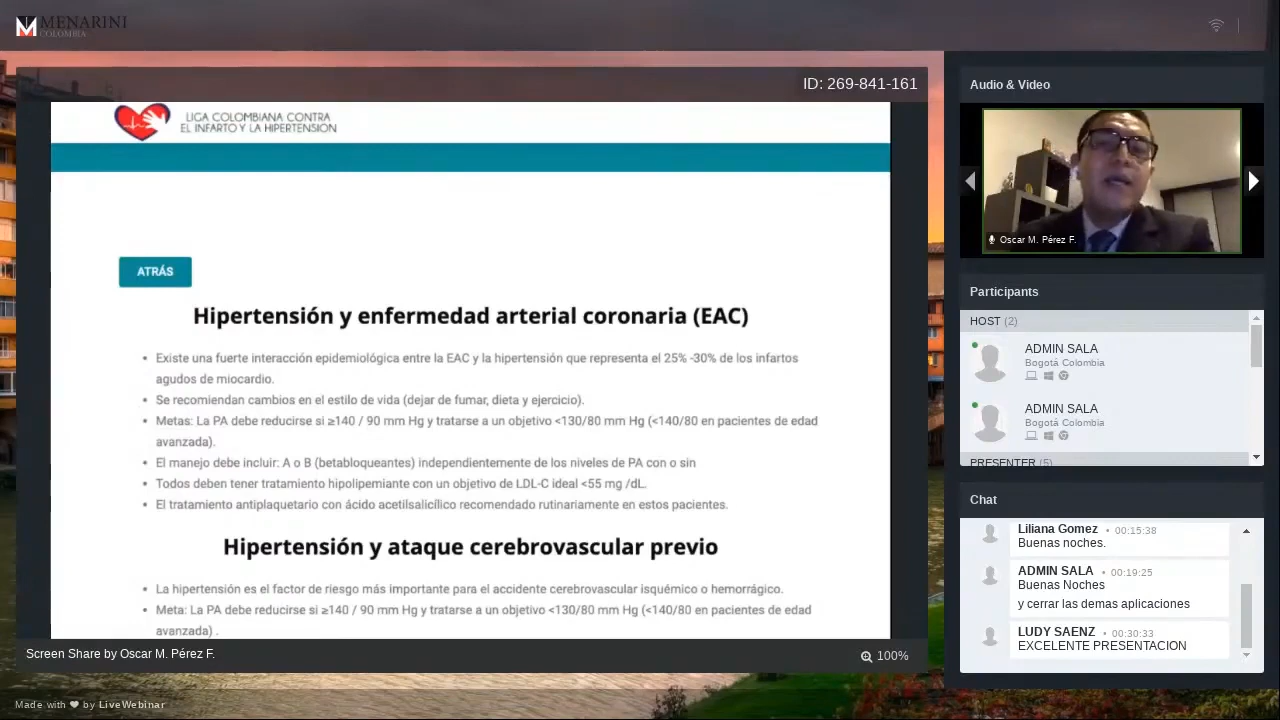 MENARINI
COLOMBIA
ID: 269-841-161
LIGA COLOMBIANA CONTRA
EL INFARTO Y LA HIPERTENSION
ATRÁS
Hipertensión y enfermedad arterial coronaria (EAC)
• Existe una fuerte interacción epidemiológica entre la EAC y la hipertensión que representa el 25% -30% de los infartos
agudos de miocardio.
• Se recomiendan cambios en el estilo de vida (dejar de fumar, dieta y ejercicio).
• Metas: La PA debe reducirse si ≥140 / 90 mm Hg y tratarse a un objetivo <130/80 mm Hg (<140/80 en pacientes de edad
avanzada).
• El manejo debe incluir: A o B (betabloqueantes) independientemente de los niveles de PA con o sin
• Todos deben tener tratamiento hipolipemiante con un objetivo de LDL-C ideal <55 mg /dL.
• El tratamiento antiplaquetario con ácido acetilsalicílico recomendado rutinariamente en estos pacientes.
Hipertensión y ataque cerebrovascular previo
• La hipertensión es el factor de riesgo más importante para el accidente cerebrovascular isquémico o hemorrágico.
• Meta: La PA debe reducirse si ≥140 / 90 mm Hg y tratarse a un objetivo <130/80 mm Hg (<140/80 en pacientes de edad
avanzada) .
Screen Share by Oscar M. Pérez F.
100%
Made with ❤ by LiveWebinar
Audio & Video
Oscar M. Pérez F.
Participants
HOST (2)
ADMIN SALA
Bogotá Colombia
ADMIN SALA
Bogotá Colombia
PRESENTER (5)
Chat
Liliana Gomez • 00:15:38
Buenas noches.
ADMIN SALA • 00:19:25
Buenas Noches
y cerrar las demas aplicaciones
LUDY SAENZ • 00:30:33
EXCELENTE PRESENTACION